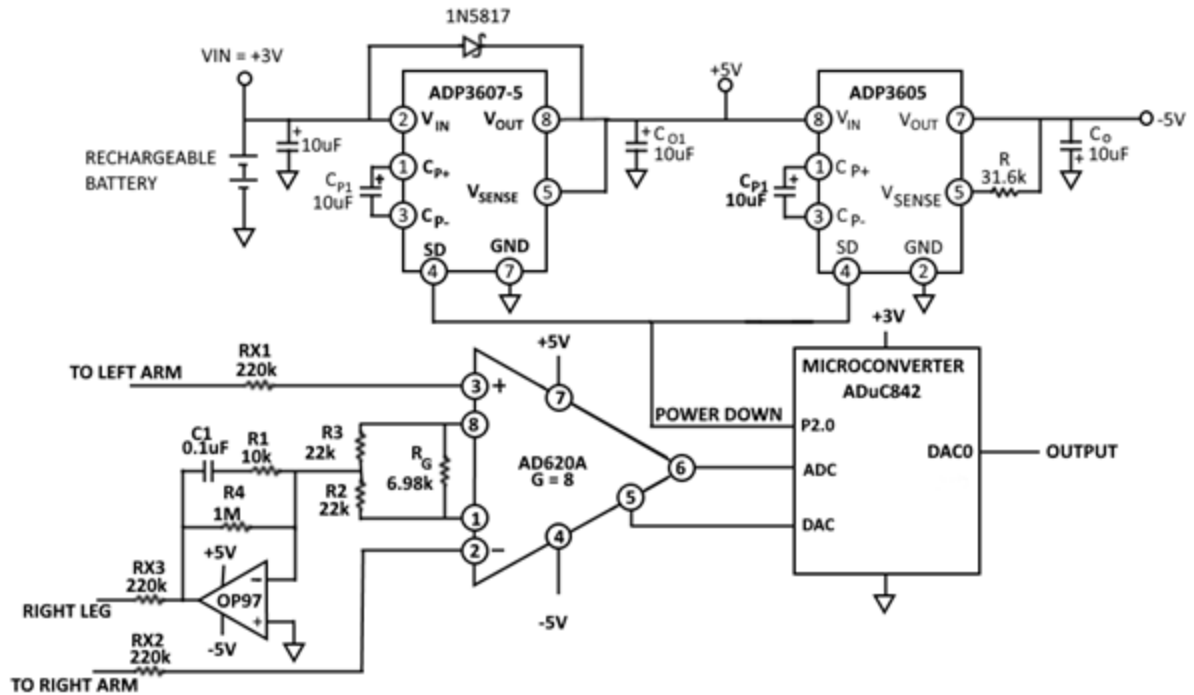 1N5817
VIN = +3V
ADP3607-5
+5V
ADP3605
2 VIN
VOUT 8
8 VIN
VOUT 7
-5V
+
10uF
+ CO1
10uF
Co
+
10uF
RECHARGEABLE
BATTERY
1 CP+
CP1
+
10uF
VSENSE 5
3 CP-
1 CP+
CP1
+
10uF
R
31.6k
VSENSE 5
3 CP-
SD
GND
4
7
SD
GND
4
2
+3V
RX1
220k
TO LEFT ARM
3 +
+5V
7
MICROCONVERTER
ADuC842
POWER DOWN
P2.0
8
C1
0.1uF
R1
10k
R3
22k
RG
6.98k
AD620A
G = 8
6
ADC
DAC0
OUTPUT
R4
1M
R2
22k
5
1
DAC
2 −
4
+5V
−
OP97
+
-5V
-5V
RX3
220k
RIGHT LEG
RX2
220k
TO RIGHT ARM